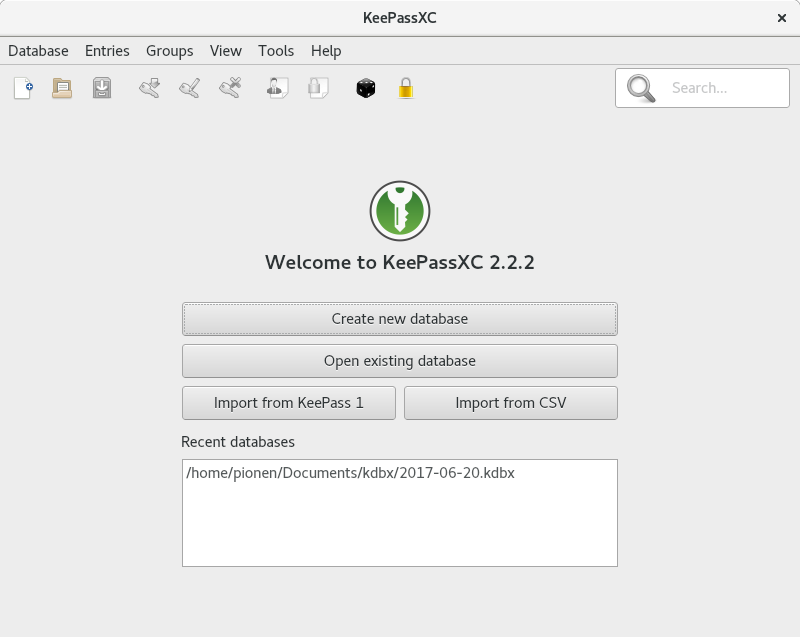 KeePassXC
Database Entries Groups View Tools Help
Search...
Welcome to KeePassXC 2.2.2
Create new database
Open existing database
Import from KeePass 1 Import from CSV
Recent databases
/home/pionen/Documents/kdbx/2017-06-20.kdbx